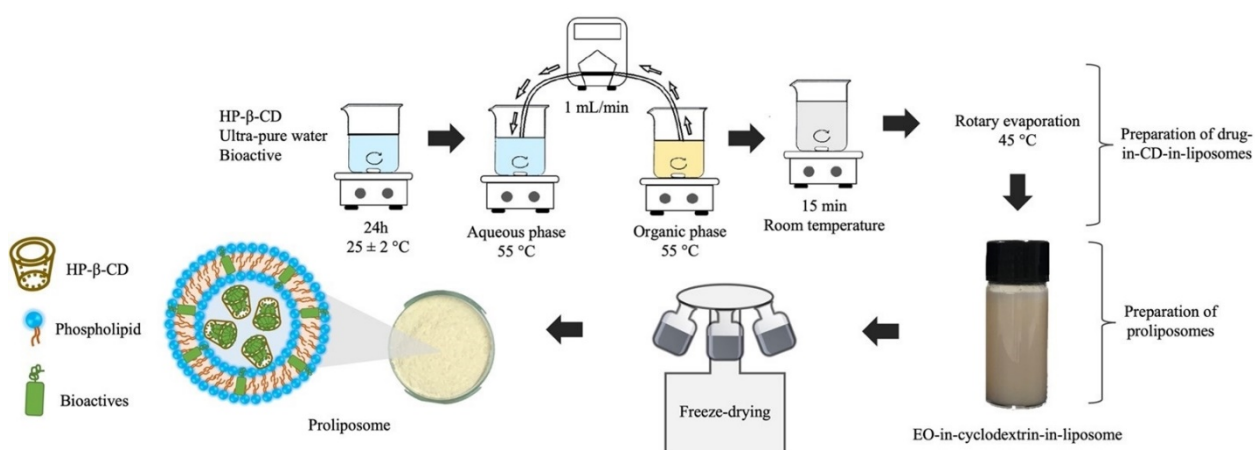 HP-β-CD
Ultra-pure water
Bioactive
24h
25 ± 2 °C
Aqueous phase
55 °C
1 mL/min
Organic phase
55 °C
15 min
Room temperature
Rotary evaporation
45 °C
Preparation of drug-
in-CD-in-liposomes
HP-β-CD
Phospholipid
Bioactives
Proliposome
Freeze-drying
EO-in-cyclodextrin-in-liposome
Preparation of
proliposomes